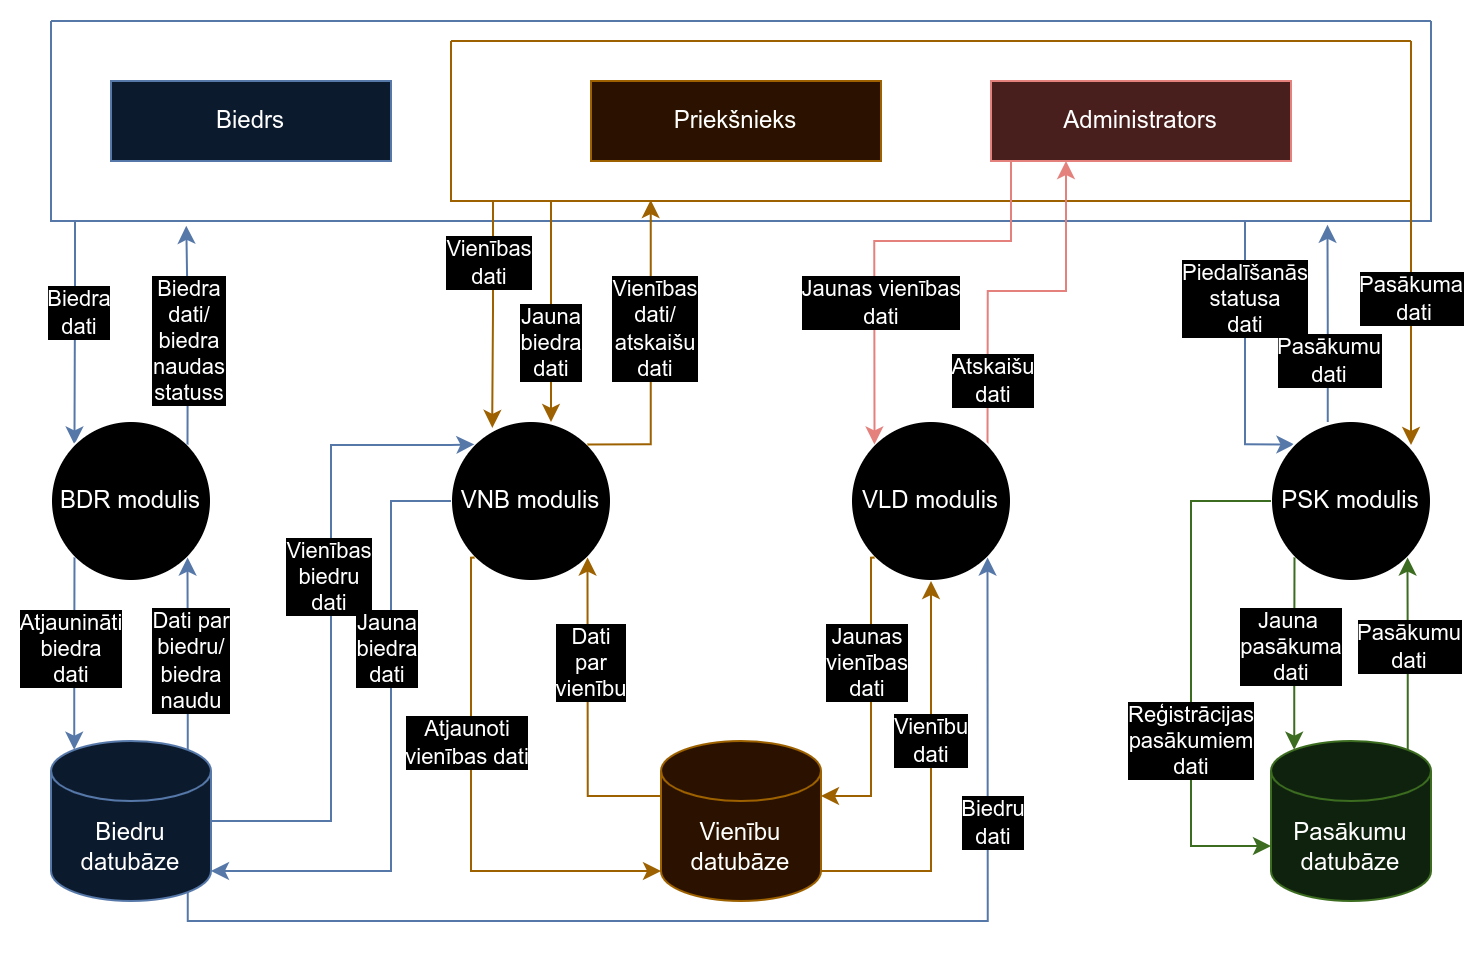 Biedrs
Priekšnieks
Administrators
Biedra
dati
Biedra
dati/
biedra
naudas
statuss
Vienības
dati
Jauna
biedra
dati
Vienības
dati/
atskaišu
dati
Jaunas vienības
dati
Atskaišu
dati
Piedalīšanās
statusa
dati
Pasākumu
dati
Pasākuma
dati
BDR modulis
VNB modulis
VLD modulis
PSK modulis
Atjaunināti
biedra
dati
Dati par
biedru/
biedra
naudu
Vienības
biedru
dati
Jauna
biedra
dati
Atjaunoti
vienības dati
Dati
par
vienību
Jaunas
vienības
dati
Vienību
dati
Biedru
dati
Reģistrācijas
pasākumiem
dati
Jauna
pasākuma
dati
Pasākumu
dati
Biedru
datubāze
Vienību
datubāze
Pasākumu
datubāze